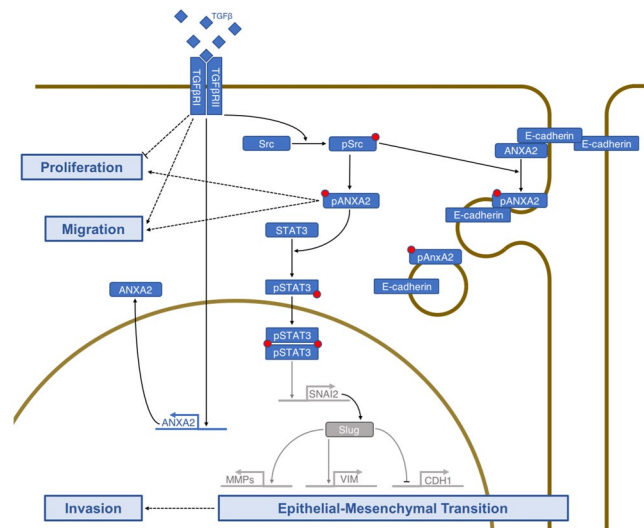 TGFβ
TGFβRI
TGFβRII
Src
pSrc
E-cadherin
ANXA2
E-cadherin
Proliferation
pANXA2
pANXA2
E-cadherin
Migration
STAT3
pAnxA2
E-cadherin
ANXA2
pSTAT3
pSTAT3
pSTAT3
SNAI2
ANXA2
Slug
MMPs
VIM
CDH1
Invasion
Epithelial-Mesenchymal Transition